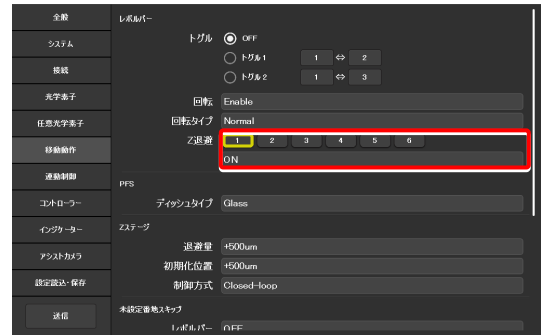 全般
システム
接続
光学素子
任意光学素子
移動動作
連動制御
コントローラー
インジケーター
アシストカメラ
設定読込・保存
送信
レボルバー
トグル OFF
トグル1 1 ⇔ 2
トグル2 1 ⇔ 3
回転 Enable
回転タイプ Normal
Z退避 1 2 3 4 5 6
ON
PFS
ディッシュタイプ Glass
Zステージ
退避量 +500um
初期化位置 +500um
制御方式 Closed-loop
未設定番地スキップ
レボルバー OFF